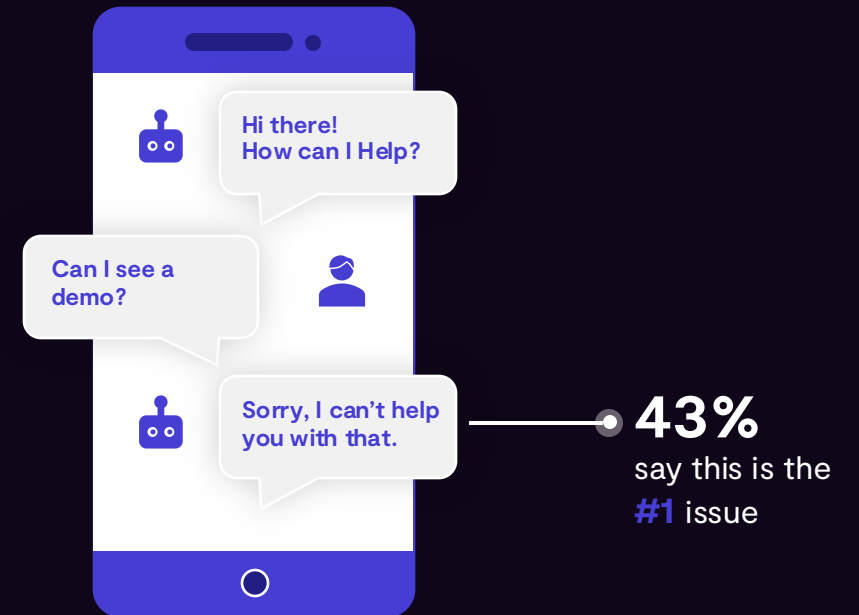 Hi there!
How can I Help?
Can I see a
demo?
Sorry, I can’t help
you with that.
43%
say this is the
#1 issue